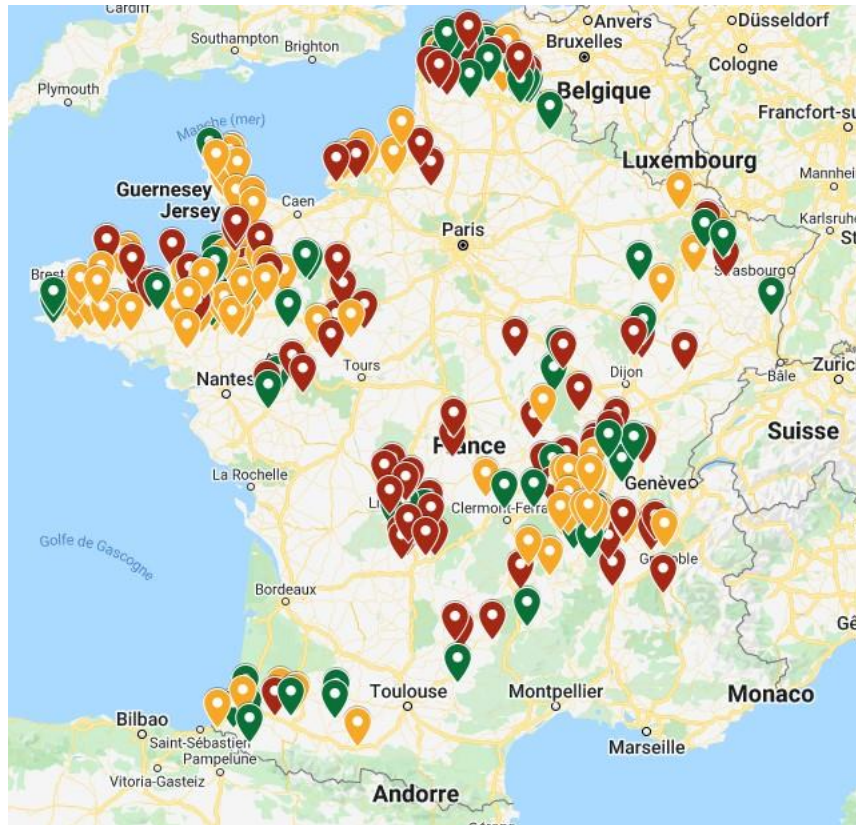 Cardiff
Southampton
Brighton
Plymouth
Anvers
Bruxelles
Düsseldorf
Cologne
Belgique
Francfort-su
Manche (mer)
Luxembourg
Mannheim
Guernesey
Jersey
Caen
Paris
Karlsruhe
Strasbourg
Brest
Nantes
Tours
Dijon
Bâle
Zuric
France
Suisse
La Rochelle
Genève
Clermont-Ferra
Golfe de Gascogne
Grenoble
Bordeaux
Toulouse
Montpellier
Monaco
Bilbao
Saint-Sébastien
Pampelune
Marseille
Vitoria-Gasteiz
Andorre